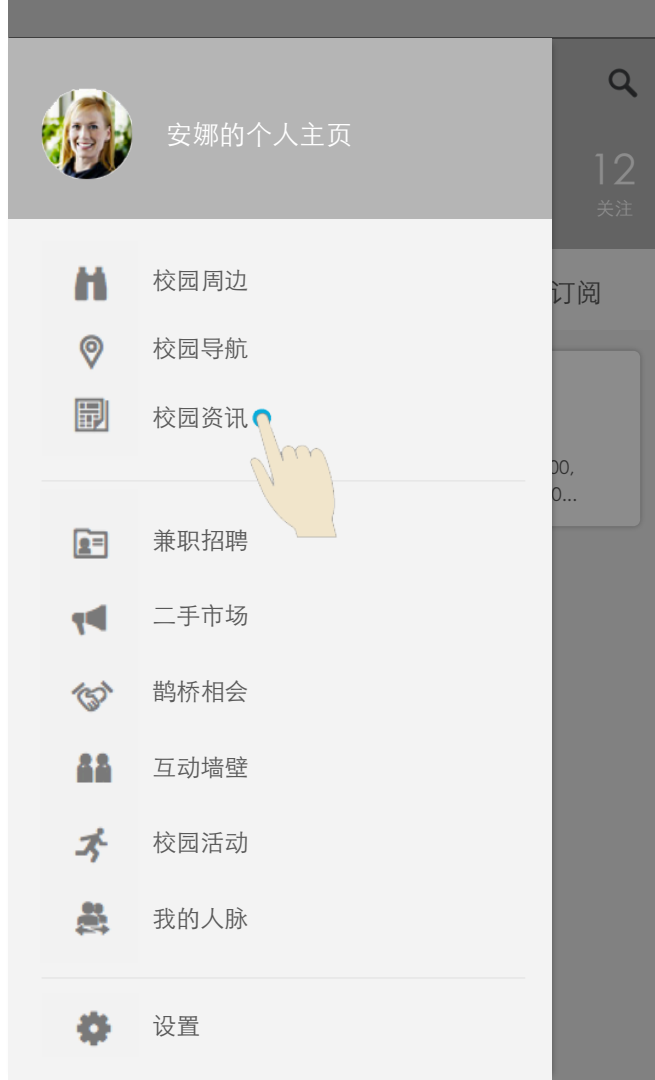 安娜的个人主页
12
关注
校园周边
订阅
校园导航
校园资讯
00,
0...
兼职招聘
二手市场
鹊桥相会
互动墙壁
校园活动
我的人脉
设置